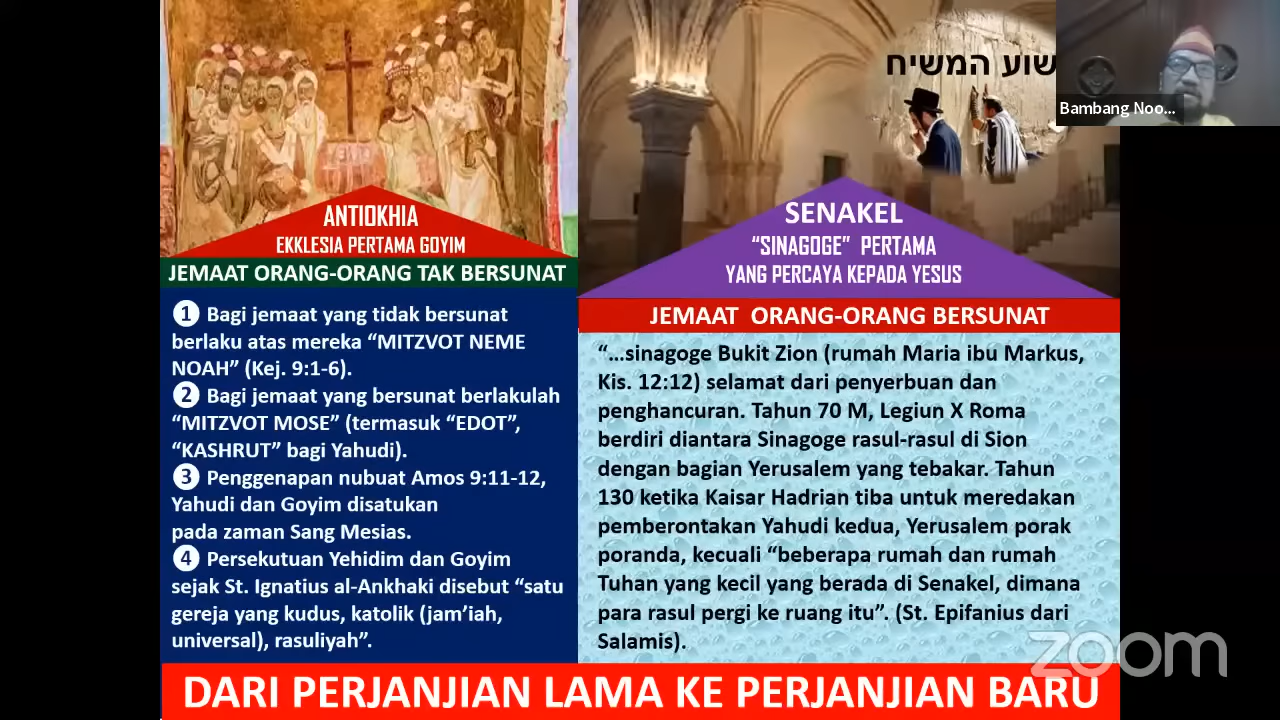 ANTIOKHIA
EKKLESIA PERTAMA GOYIM
JEMAAT ORANG-ORANG TAK BERSUNAT
1 Bagi jemaat yang tidak bersunat
berlaku atas mereka “MITZVOT NEME
NOAH” (Kej. 9:1-6).
2 Bagi jemaat yang bersunat berlakulah
“MITZVOT MOSE” (termasuk “EDOT”,
“KASHRUT” bagi Yahudi).
3 Penggenapan nubuat Amos 9:11-12,
Yahudi dan Goyim disatukan
pada zaman Sang Mesias.
4 Persekutuan Yehidim dan Goyim
sejak St. Ignatius al-Ankhaki disebut “satu
gereja yang kudus, katolik (jam’iah,
universal), rasuliyah”.
שוע המשיח
Bambang Noo...
SENAKEL
“SINAGOGE” PERTAMA
YANG PERCAYA KEPADA YESUS
JEMAAT ORANG-ORANG BERSUNAT
“...sinagoge Bukit Zion (rumah Maria ibu Markus,
Kis. 12:12) selamat dari penyerbuan dan
penghancuran. Tahun 70 M, Legiun X Roma
berdiri diantara Sinagoge rasul-rasul di Sion
dengan bagian Yerusalem yang tebakar. Tahun
130 ketika Kaisar Hadrian tiba untuk meredakan
pemberontakan Yahudi kedua, Yerusalem porak
poranda, kecuali “beberapa rumah dan rumah
Tuhan yang kecil yang berada di Senakel, dimana
para rasul pergi ke ruang itu”. (St. Epifanius dari
Salamis).
zoom
DARI PERJANJIAN LAMA KE PERJANJIAN BARU